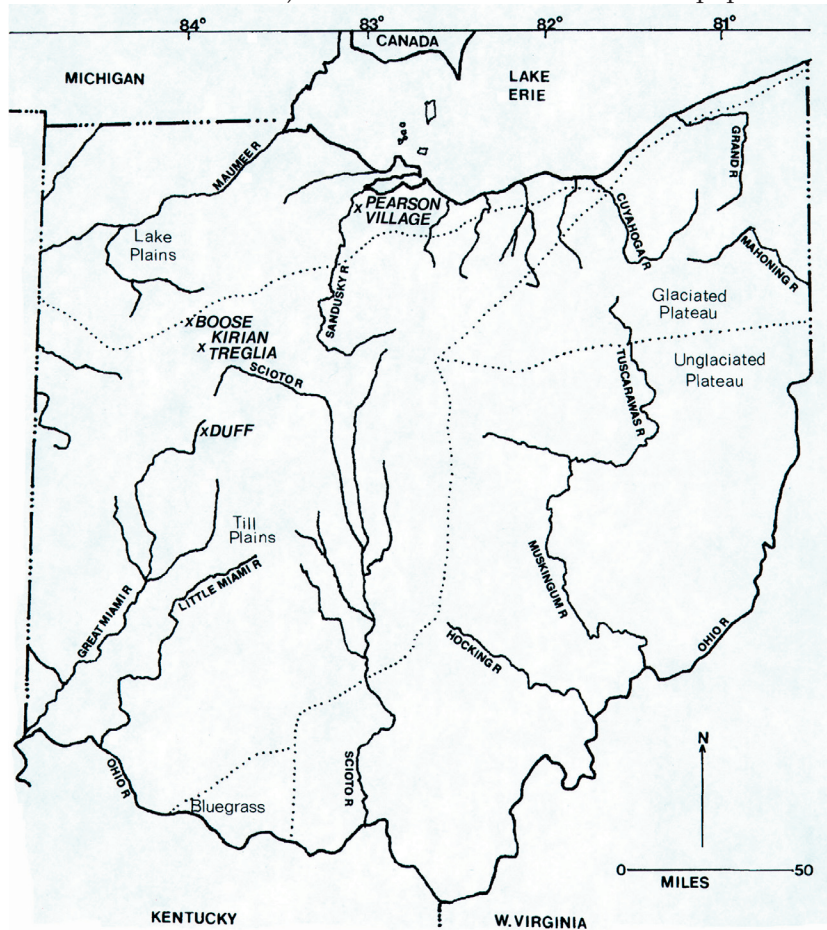 84° 83° 82° 81°
CANADA
MICHIGAN
LAKE
ERIE
MAUMEE R
GRAND R
PEARSON
VILLAGE
CUYAHOGA R
Lake
Plains
MAHONING R
SANDUSKY R
Glaciated
Plateau
BOOSE
KIRIAN
TREGLIA
Unglaciated
Plateau
SCIOTO R
TUSCARAWAS R
DUFF
Till
Plains
MUSKINGUM R
LITTLE MIAMI R
GREAT MIAMI R
HOCKING R
OHIO R
N
SCIOTO R
OHIO R
Bluegrass
0 50
MILES
KENTUCKY
W. VIRGINIA